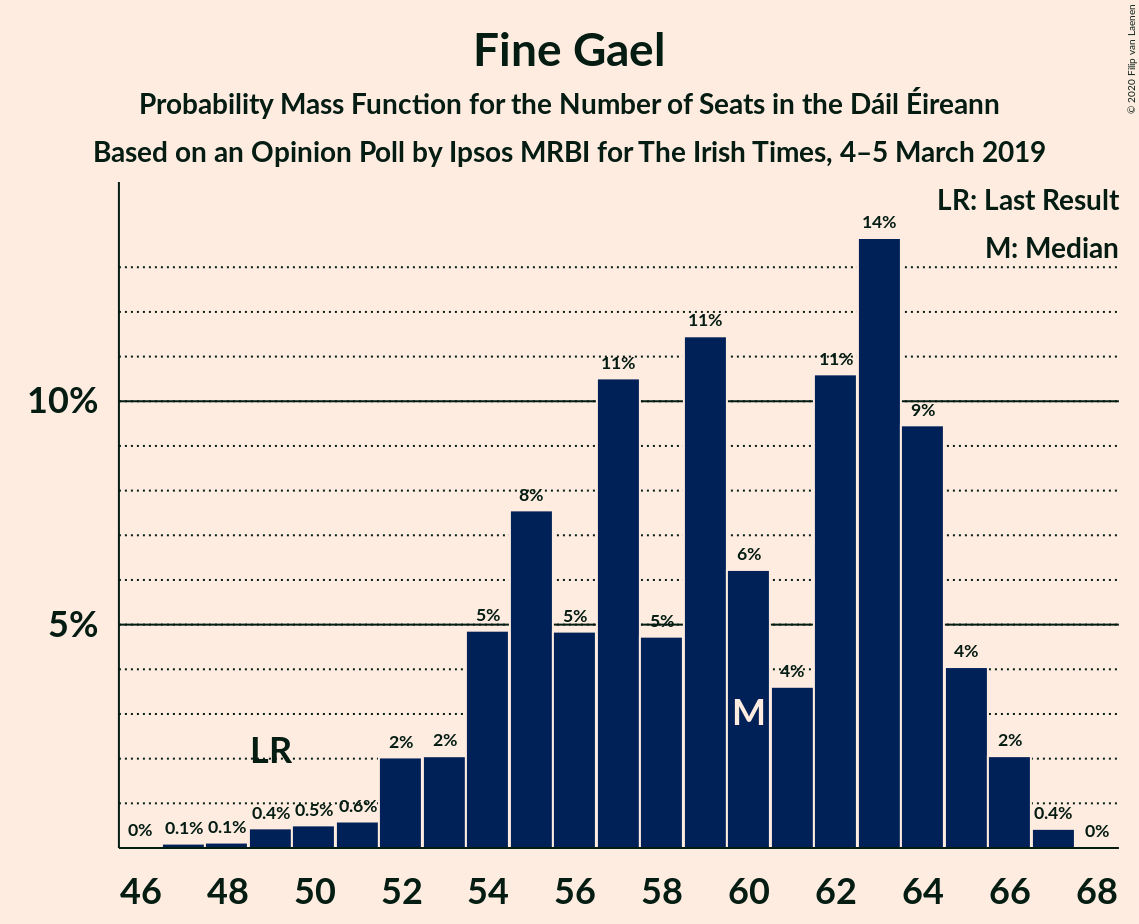 © 2020 Filip van Laenen
Fine Gael
Probability Mass Function for the Number of Seats in the Dáil Éireann
Based on an Opinion Poll by Ipsos MRBI for The Irish Times, 4–5 March 2019
LR: Last Result
M: Median
10%
5%
0% 0.1% 0.1% 0.4% 0.5% 0.6% 2% 2% 5% 8% 5% 11% 5% 11% 6% 4% 11% 14% 9% 4% 2% 0.4% 0%
LR
M
46 48 50 52 54 56 58 60 62 64 66 68